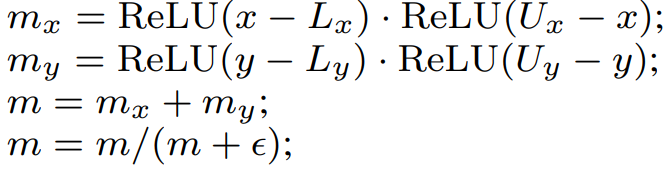 m_x = ReLU(x − L_x) · ReLU(U_x − x);
m_y = ReLU(y − L_y) · ReLU(U_y − y);
m = m_x + m_y;
m = m/(m + ϵ);